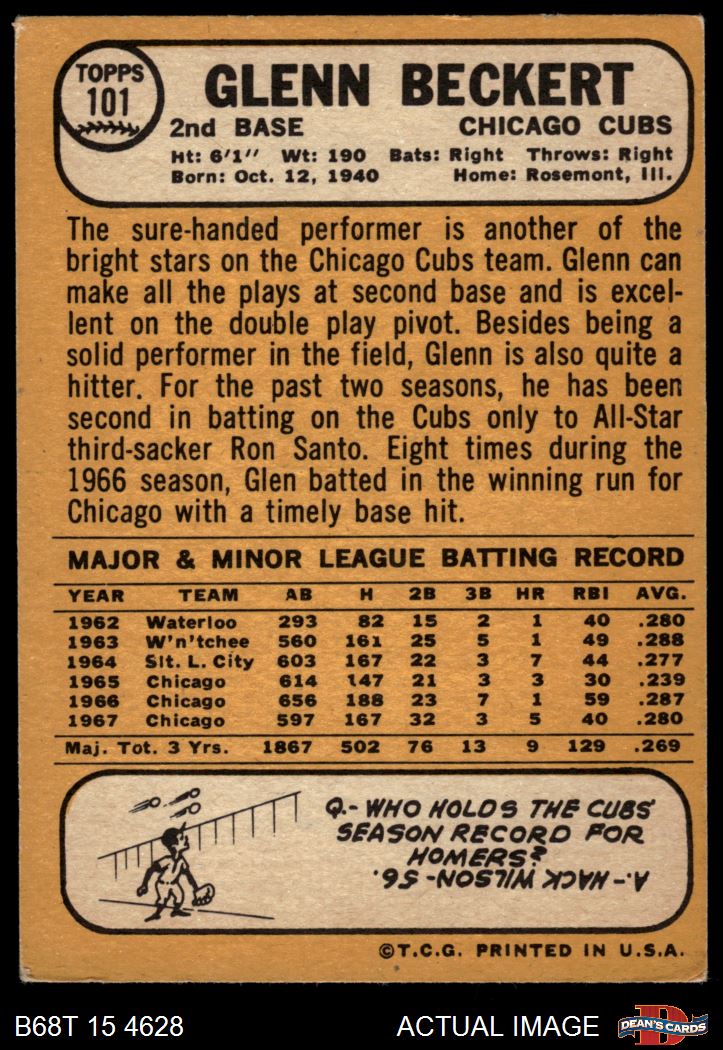 TOPPS
101
GLENN BECKERT
2nd BASE CHICAGO CUBS
Ht: 6'1" Wt: 190 Bats: Right Throws: Right
Born: Oct. 12, 1940 Home: Rosemont, Ill.
The sure-handed performer is another of the
bright stars on the Chicago Cubs team. Glenn can
make all the plays at second base and is excel-
lent on the double play pivot. Besides being a
solid performer in the field, Glenn is also quite a
hitter. For the past two seasons, he has been
second in batting on the Cubs only to All-Star
third-sacker Ron Santo. Eight times during the
1966 season, Glen batted in the winning run for
Chicago with a timely base hit.
MAJOR & MINOR LEAGUE BATTING RECORD
YEAR TEAM AB H 2B 3B HR RBI AVG.
1962 Waterloo 293 82 15 2 1 40 .280
1963 W'n'tchee 560 161 25 5 1 49 .288
1964 Slt. L. City 603 167 22 3 7 44 .277
1965 Chicago 614 147 21 3 3 30 .239
1966 Chicago 656 188 23 7 1 59 .287
1967 Chicago 597 167 32 3 5 40 .280
Maj. Tot. 3 Yrs. 1867 502 76 13 9 129 .269
Q.- WHO HOLDS THE CUBS'
SEASON RECORD FOR
HOMERS?
A.- HACK WILSON- 56.
©T.C.G. PRINTED IN U.S.A.
B68T 15 4628 ACTUAL IMAGE DEAN'S CARDS